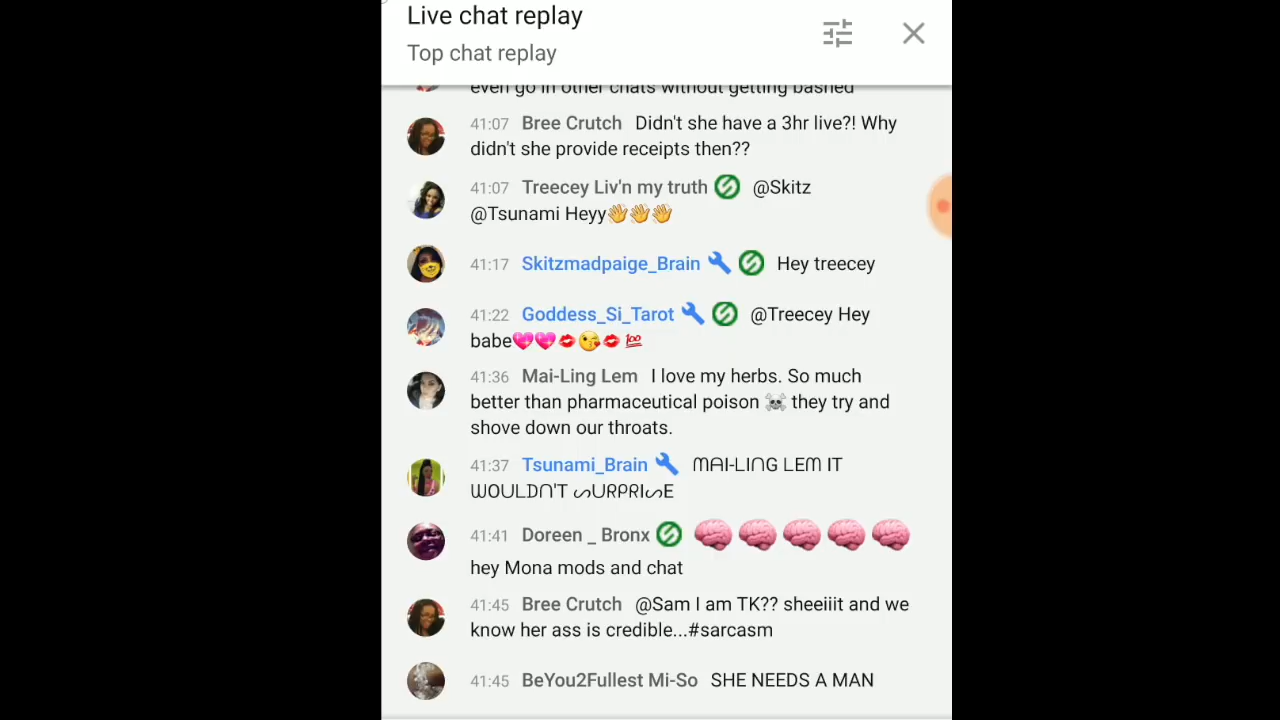 Live chat replay
Top chat replay
even go in other chats without getting bashed
41:07 Bree Crutch Didn't she have a 3hr live?! Why
didn't she provide receipts then??
41:07 Treecey Liv'n my truth @Skitz
@Tsunami Heyy👋👋👋
41:17 Skitzmadpaige_Brain Hey treecey
41:22 Goddess_Si_Tarot @Treecey Hey
babe💖💖💋😘💋💯
41:36 Mai-Ling Lem I love my herbs. So much
better than pharmaceutical poison ☠️ they try and
shove down our throats.
41:37 Tsunami_Brain ᗰᗩI-ᒪIᑎG ᒪEᗰ IT
ᗯOᑌᒪᗪᑎ'T ᔕᑌᖇᑭᖇIᔕE
41:41 Doreen _ Bronx 🧠🧠🧠🧠🧠
hey Mona mods and chat
41:45 Bree Crutch @Sam I am TK?? sheeiiit and we
know her ass is credible...#sarcasm
41:45 BeYou2Fullest Mi-So SHE NEEDS A MAN